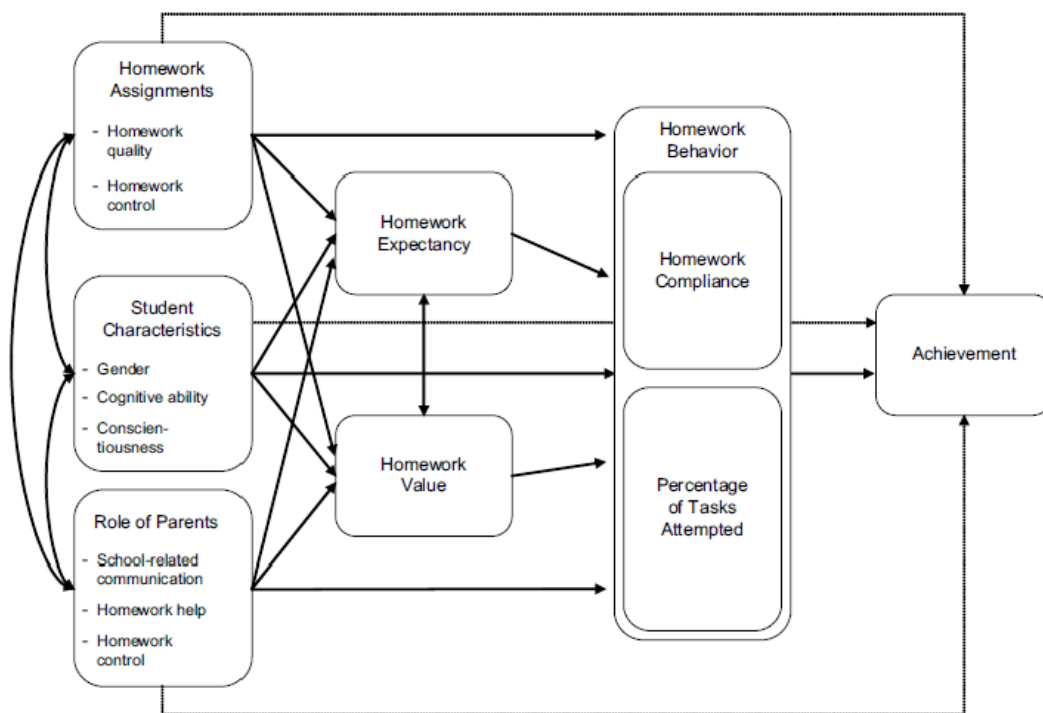 Homework
Assignments
- Homework
quality
- Homework
control
Student
Characteristics
- Gender
- Cognitive ability
- Conscien-
tiousness
Role of Parents
- School-related
communication
- Homework help
- Homework
control
Homework
Expectancy
Homework
Value
Homework
Behavior
Homework
Compliance
Percentage
of Tasks
Attempted
Achievement